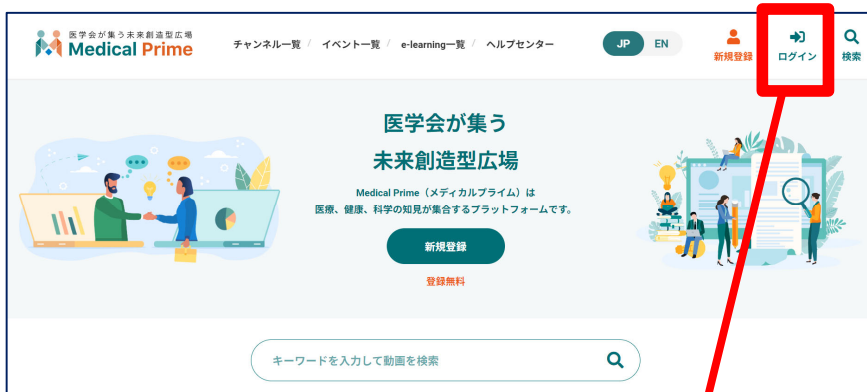 医学会が集う未来創造型広場
Medical Prime
チャンネル一覧 / イベント一覧 / e-learning一覧 / ヘルプセンター
JP EN
新規登録
ログイン
検索
医学会が集う
未来創造型広場
Medical Prime（メディカルプライム）は
医療、健康、科学の知見が集合するプラットフォームです。
新規登録
登録無料
キーワードを入力して動画を検索